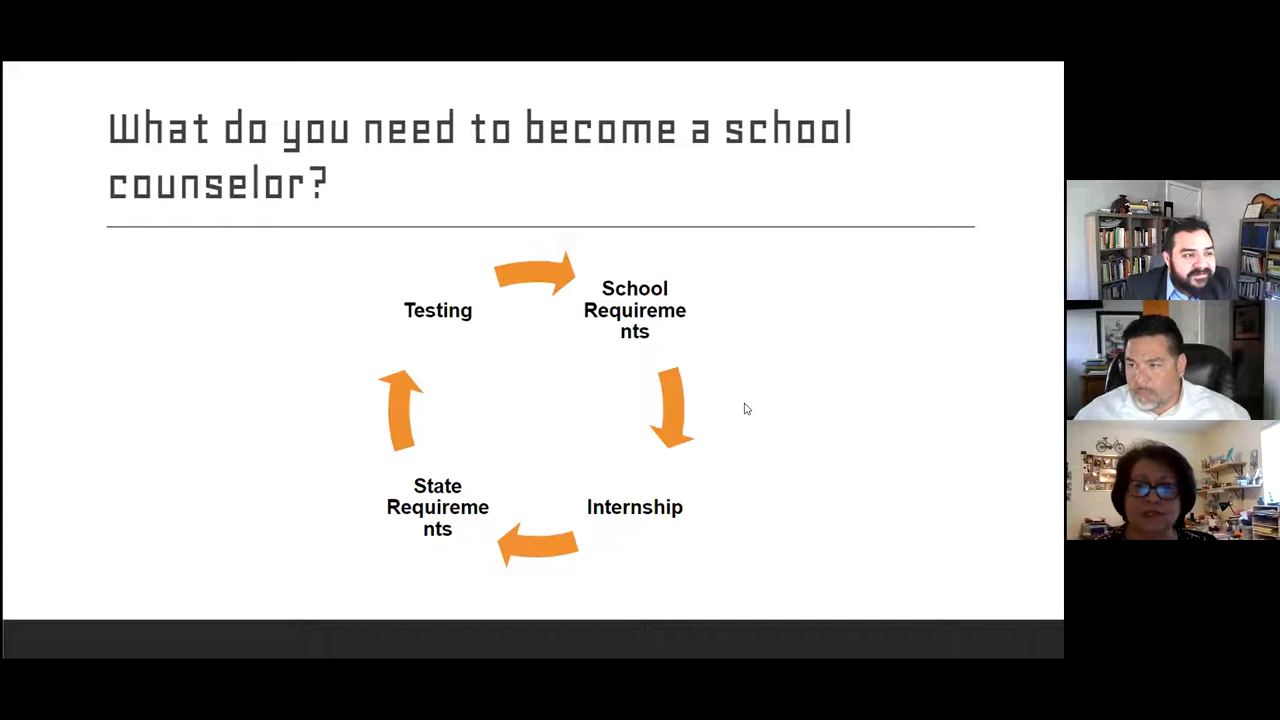 What do you need to become a school
counselor?
Testing
School
Requireme
nts
State
Requireme
nts
Internship